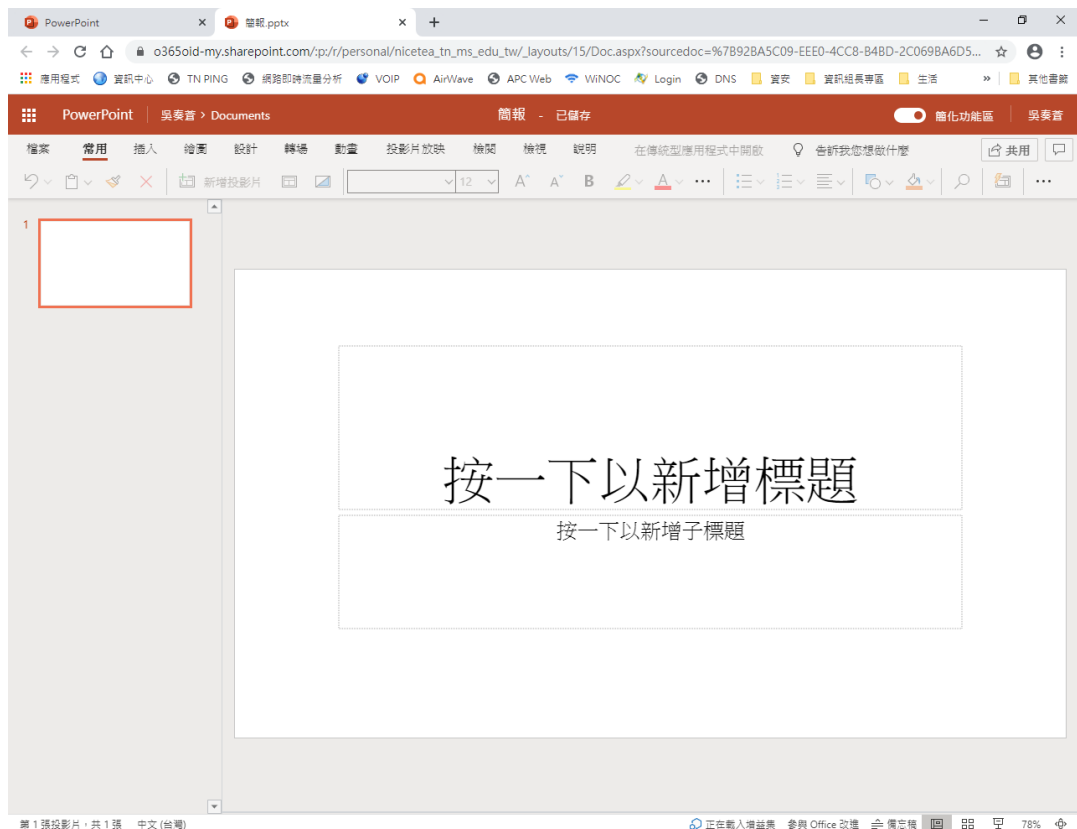 PowerPoint
簡報.pptx
o365oid-my.sharepoint.com/:p:/r/personal/nicetea_tn_ms_edu_tw/_layouts/15/Doc.aspx?sourcedoc=%7B92BA5C09-EEE0-4CC8-B4BD-2C069BA6D5...
應用程式 資訊中心 TN PING 網路即時流量分析 VOIP AirWave APC Web WiNOC Login DNS 資安 資訊組長專區 生活 » 其他書籤
PowerPoint 吳奏首 > Documents 簡報 - 已儲存 簡化功能區 吳奏首
檔案 常用 插入 繪圖 設計 轉場 動畫 投影片放映 檢閱 檢視 說明 在傳統型應用程式中開啟 告訴我您想做什麼 共用
新增投影片 12 A^ A B A ...
1
按一下以新增標題
按一下以新增子標題
第 1 張投影片，共 1 張 中文 (台灣) 正在載入增益集 參與 Office 改進 備忘稿 78%